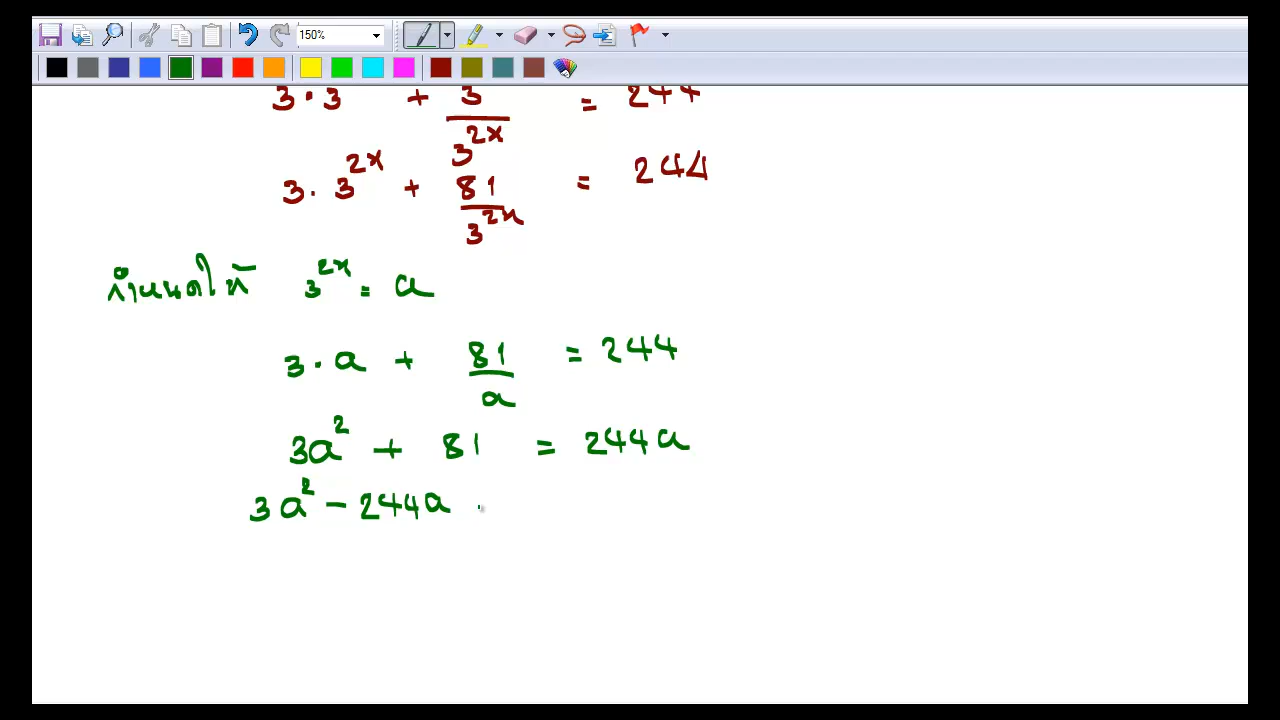 150%
3 · 3 + 3 = 244
3^2x
3 · 3^2x + 81 = 244
3^2x
กำหนดให้ 3^2x = a
3 · a + 81 = 244
a
3a² + 81 = 244a
3a² - 244a